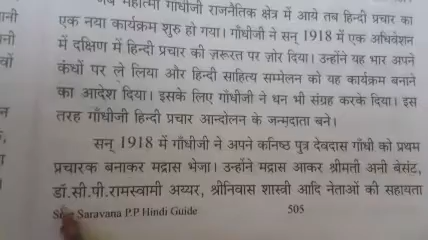 महात्मा गाँधीजी राजनैतिक क्षेत्र में आये तब हिन्दी प्रचार का
एक नया कार्यक्रम शुरु हो गया। गाँधीजी ने सन् 1918 में एक अधिवेशन
में दक्षिण में हिन्दी प्रचार की ज़रूरत पर ज़ोर दिया। उन्होंने यह भार अपने
कंधों पर ले लिया और हिन्दी साहित्य सम्मेलन को यह कार्यक्रम बनाने
का आदेश दिया। इसके लिए गाँधीजी ने धन भी संग्रह करके दिया। इस
तरह गाँधीजी हिन्दी प्रचार आन्दोलन के जन्मदाता बने।
सन् 1918 में गाँधीजी ने अपने कनिष्ठ पुत्र देवदास गाँधी को प्रथम
प्रचारक बनाकर मद्रास भेजा। उन्होंने मद्रास आकर श्रीमती अनी बेसंट,
डॉ.सी.पी.रामस्वामी अय्यर, श्रीनिवास शास्त्री आदि नेताओं की सहायता
Saravana P.P Hindi Guide 505